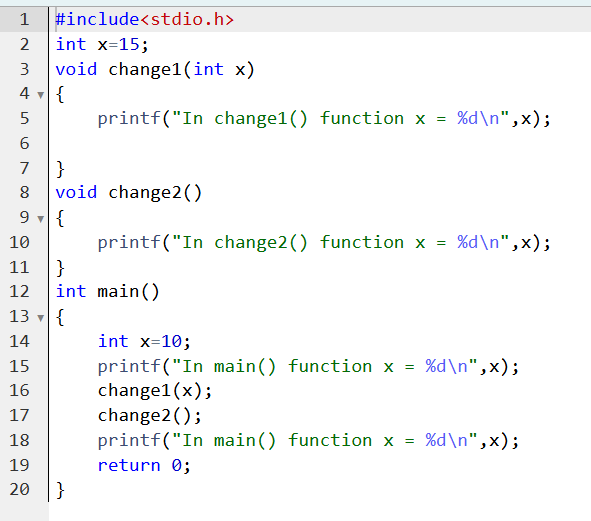 1 #include<stdio.h>
2 int x=15;
3 void change1(int x)
4 {
5     printf("In change1() function x = %d\n",x);
6
7 }
8 void change2()
9 {
10     printf("In change2() function x = %d\n",x);
11 }
12 int main()
13 {
14     int x=10;
15     printf("In main() function x = %d\n",x);
16     change1(x);
17     change2();
18     printf("In main() function x = %d\n",x);
19     return 0;
20 }